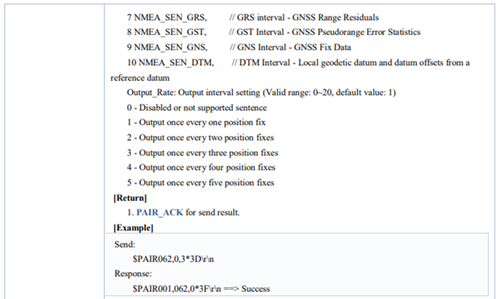 7 NMEA_SEN_GRS, // GRS interval - GNSS Range Residuals
8 NMEA_SEN_GST, // GST Interval - GNSS Pseudorange Error Statistics
9 NMEA_SEN_GNS, // GNS Interval - GNSS Fix Data
10 NMEA_SEN_DTM, // DTM Interval - Local geodetic datum and datum offsets from a
reference datum
Output_Rate: Output interval setting (Valid range: 0~20, default value: 1)
0 - Disabled or not supported sentence
1 - Output once every one position fix
2 - Output once every two position fixes
3 - Output once every three position fixes
4 - Output once every four position fixes
5 - Output once every five position fixes
[Return]
1. PAIR_ACK for send result.
[Example]
Send:
$PAIR062,0,3*3D\r\n
Response:
$PAIR001,062,0*3F\r\n ==> Success